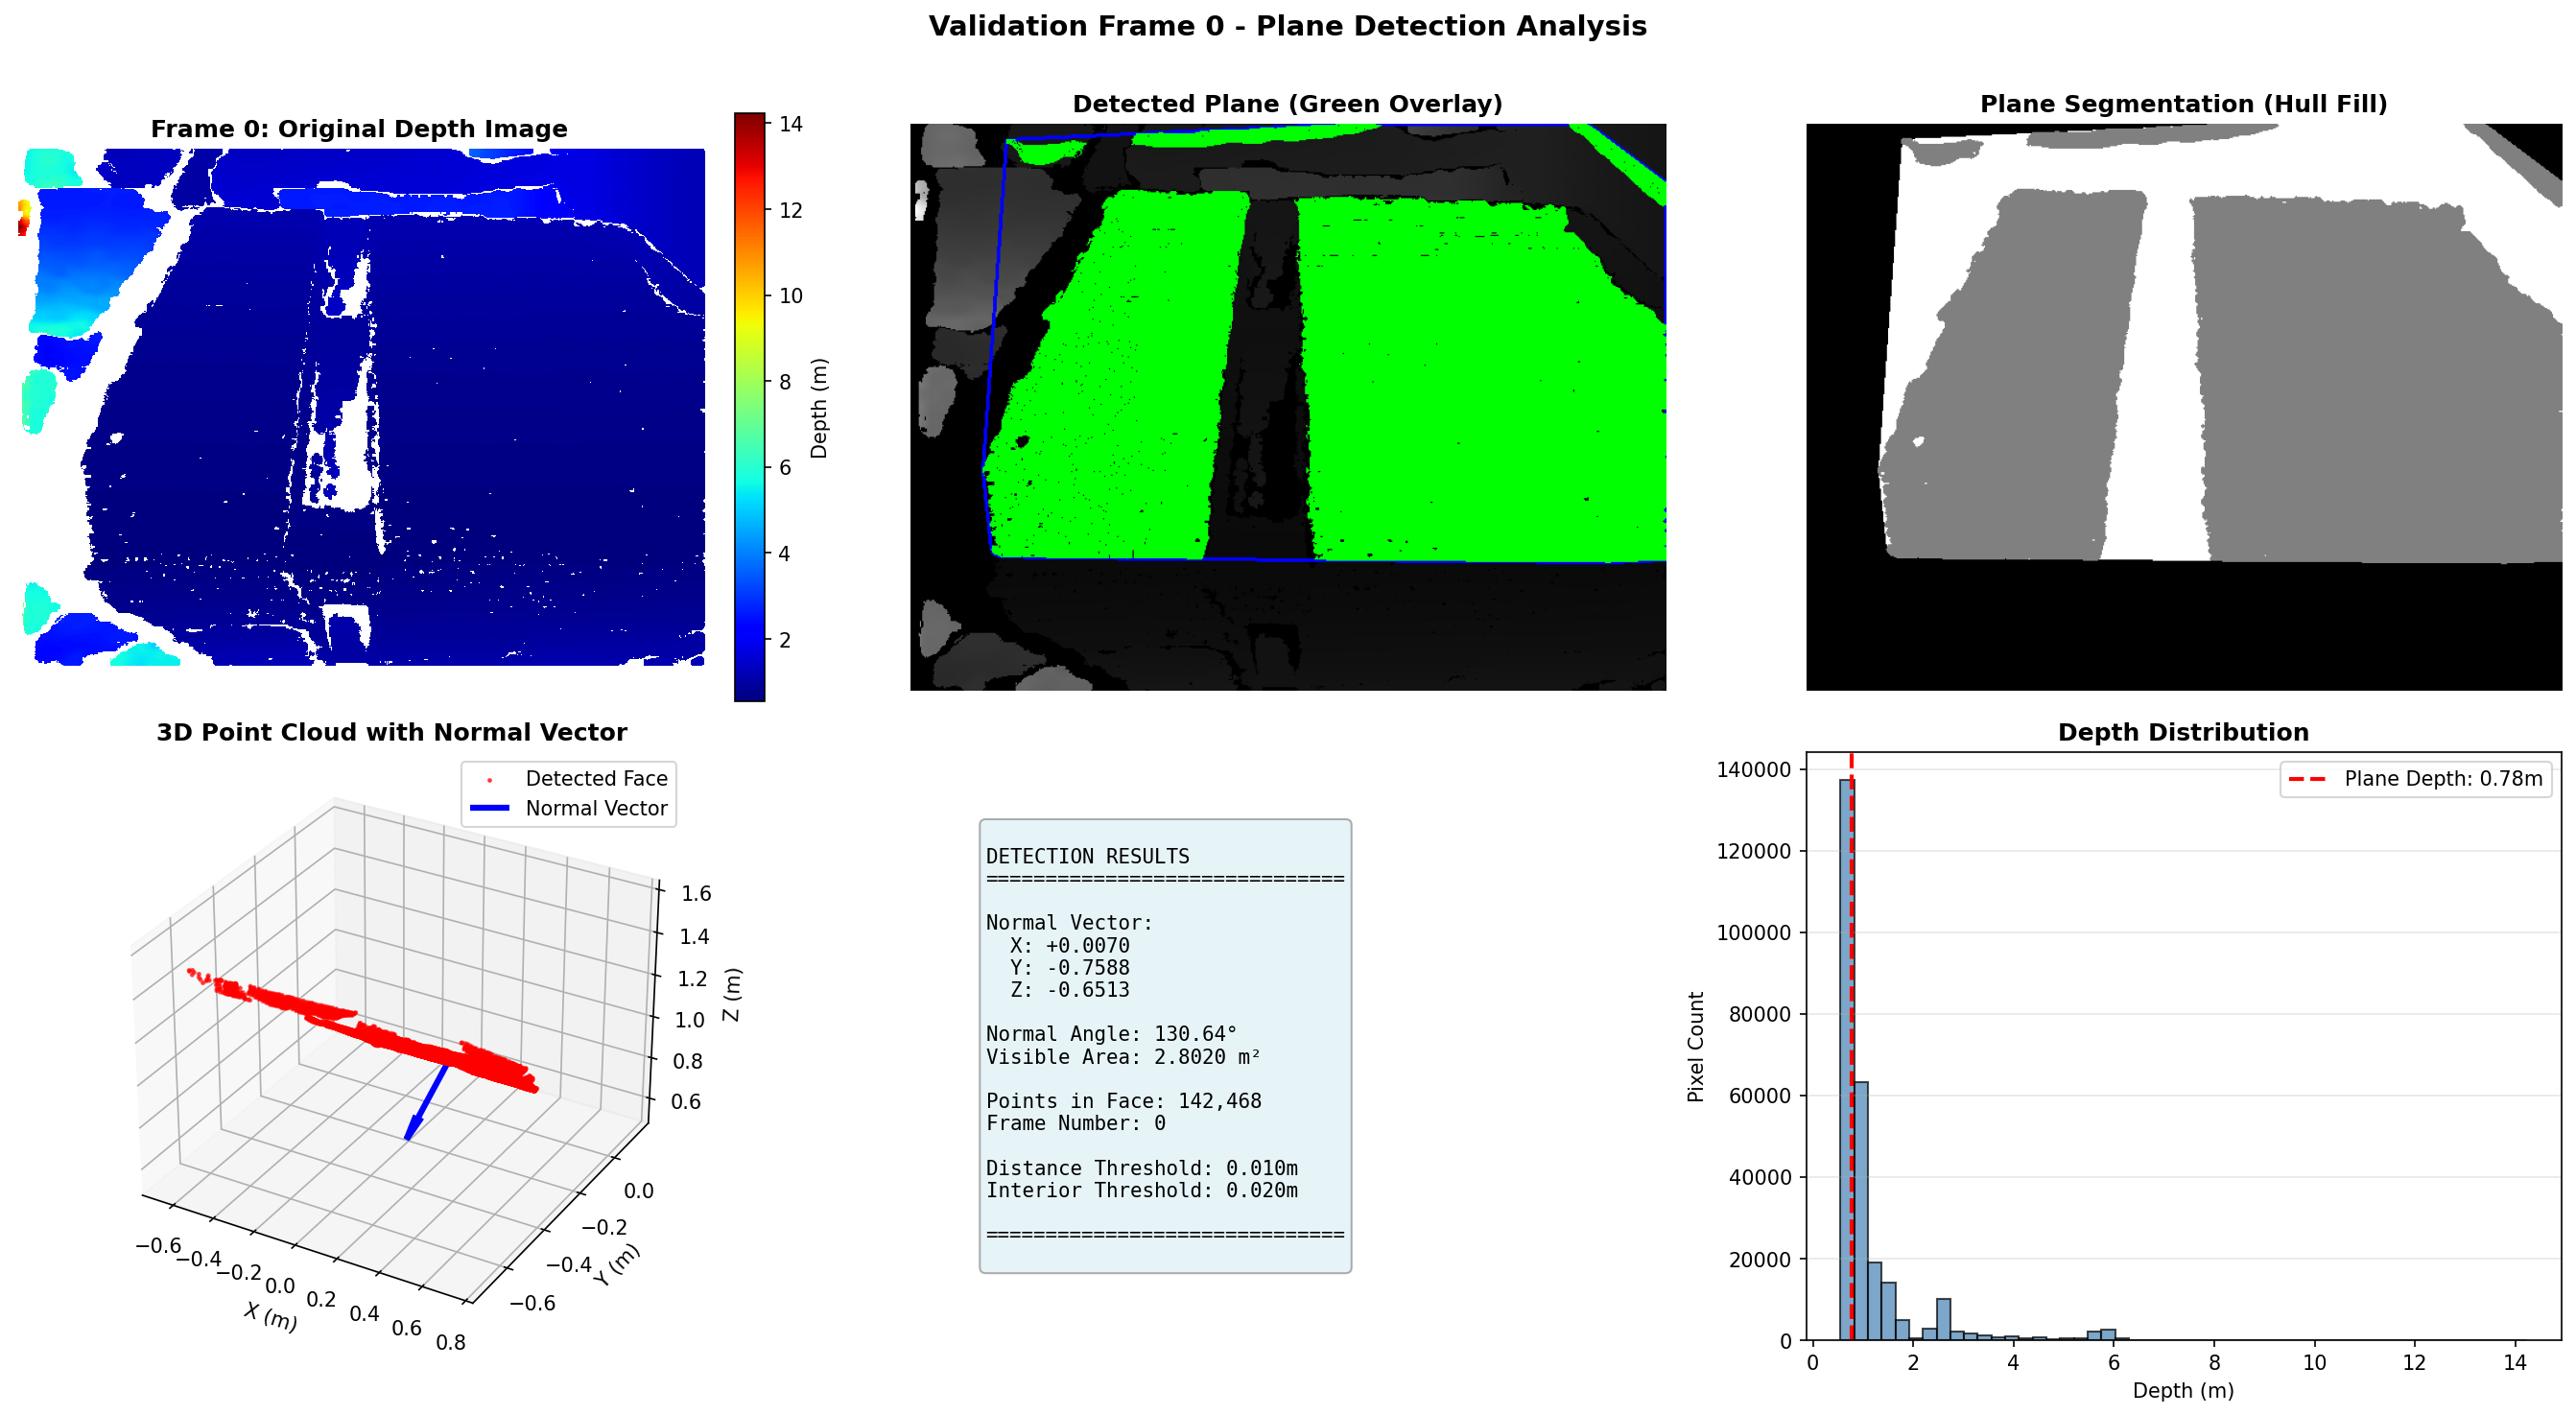 Validation Frame 0 - Plane Detection Analysis
Frame 0: Original Depth Image
14
12
10
8
6
4
2
Depth (m)
Detected Plane (Green Overlay)
Plane Segmentation (Hull Fill)
3D Point Cloud with Normal Vector
Detected Face
Normal Vector
1.6
1.4
1.2
1.0
0.8
0.6
Z (m)
0.0
−0.2
−0.4
−0.6
Y (m)
−0.6
−0.4
−0.2
0.0
0.2
0.4
0.6
0.8
X (m)
DETECTION RESULTS
==============================
Normal Vector:
X: +0.0070
Y: -0.7588
Z: -0.6513
Normal Angle: 130.64°
Visible Area: 2.8020 m²
Points in Face: 142,468
Frame Number: 0
Distance Threshold: 0.010m
Interior Threshold: 0.020m
==============================
Depth Distribution
Plane Depth: 0.78m
140000
120000
100000
80000
60000
40000
20000
0
Pixel Count
0
2
4
6
8
10
12
14
Depth (m)